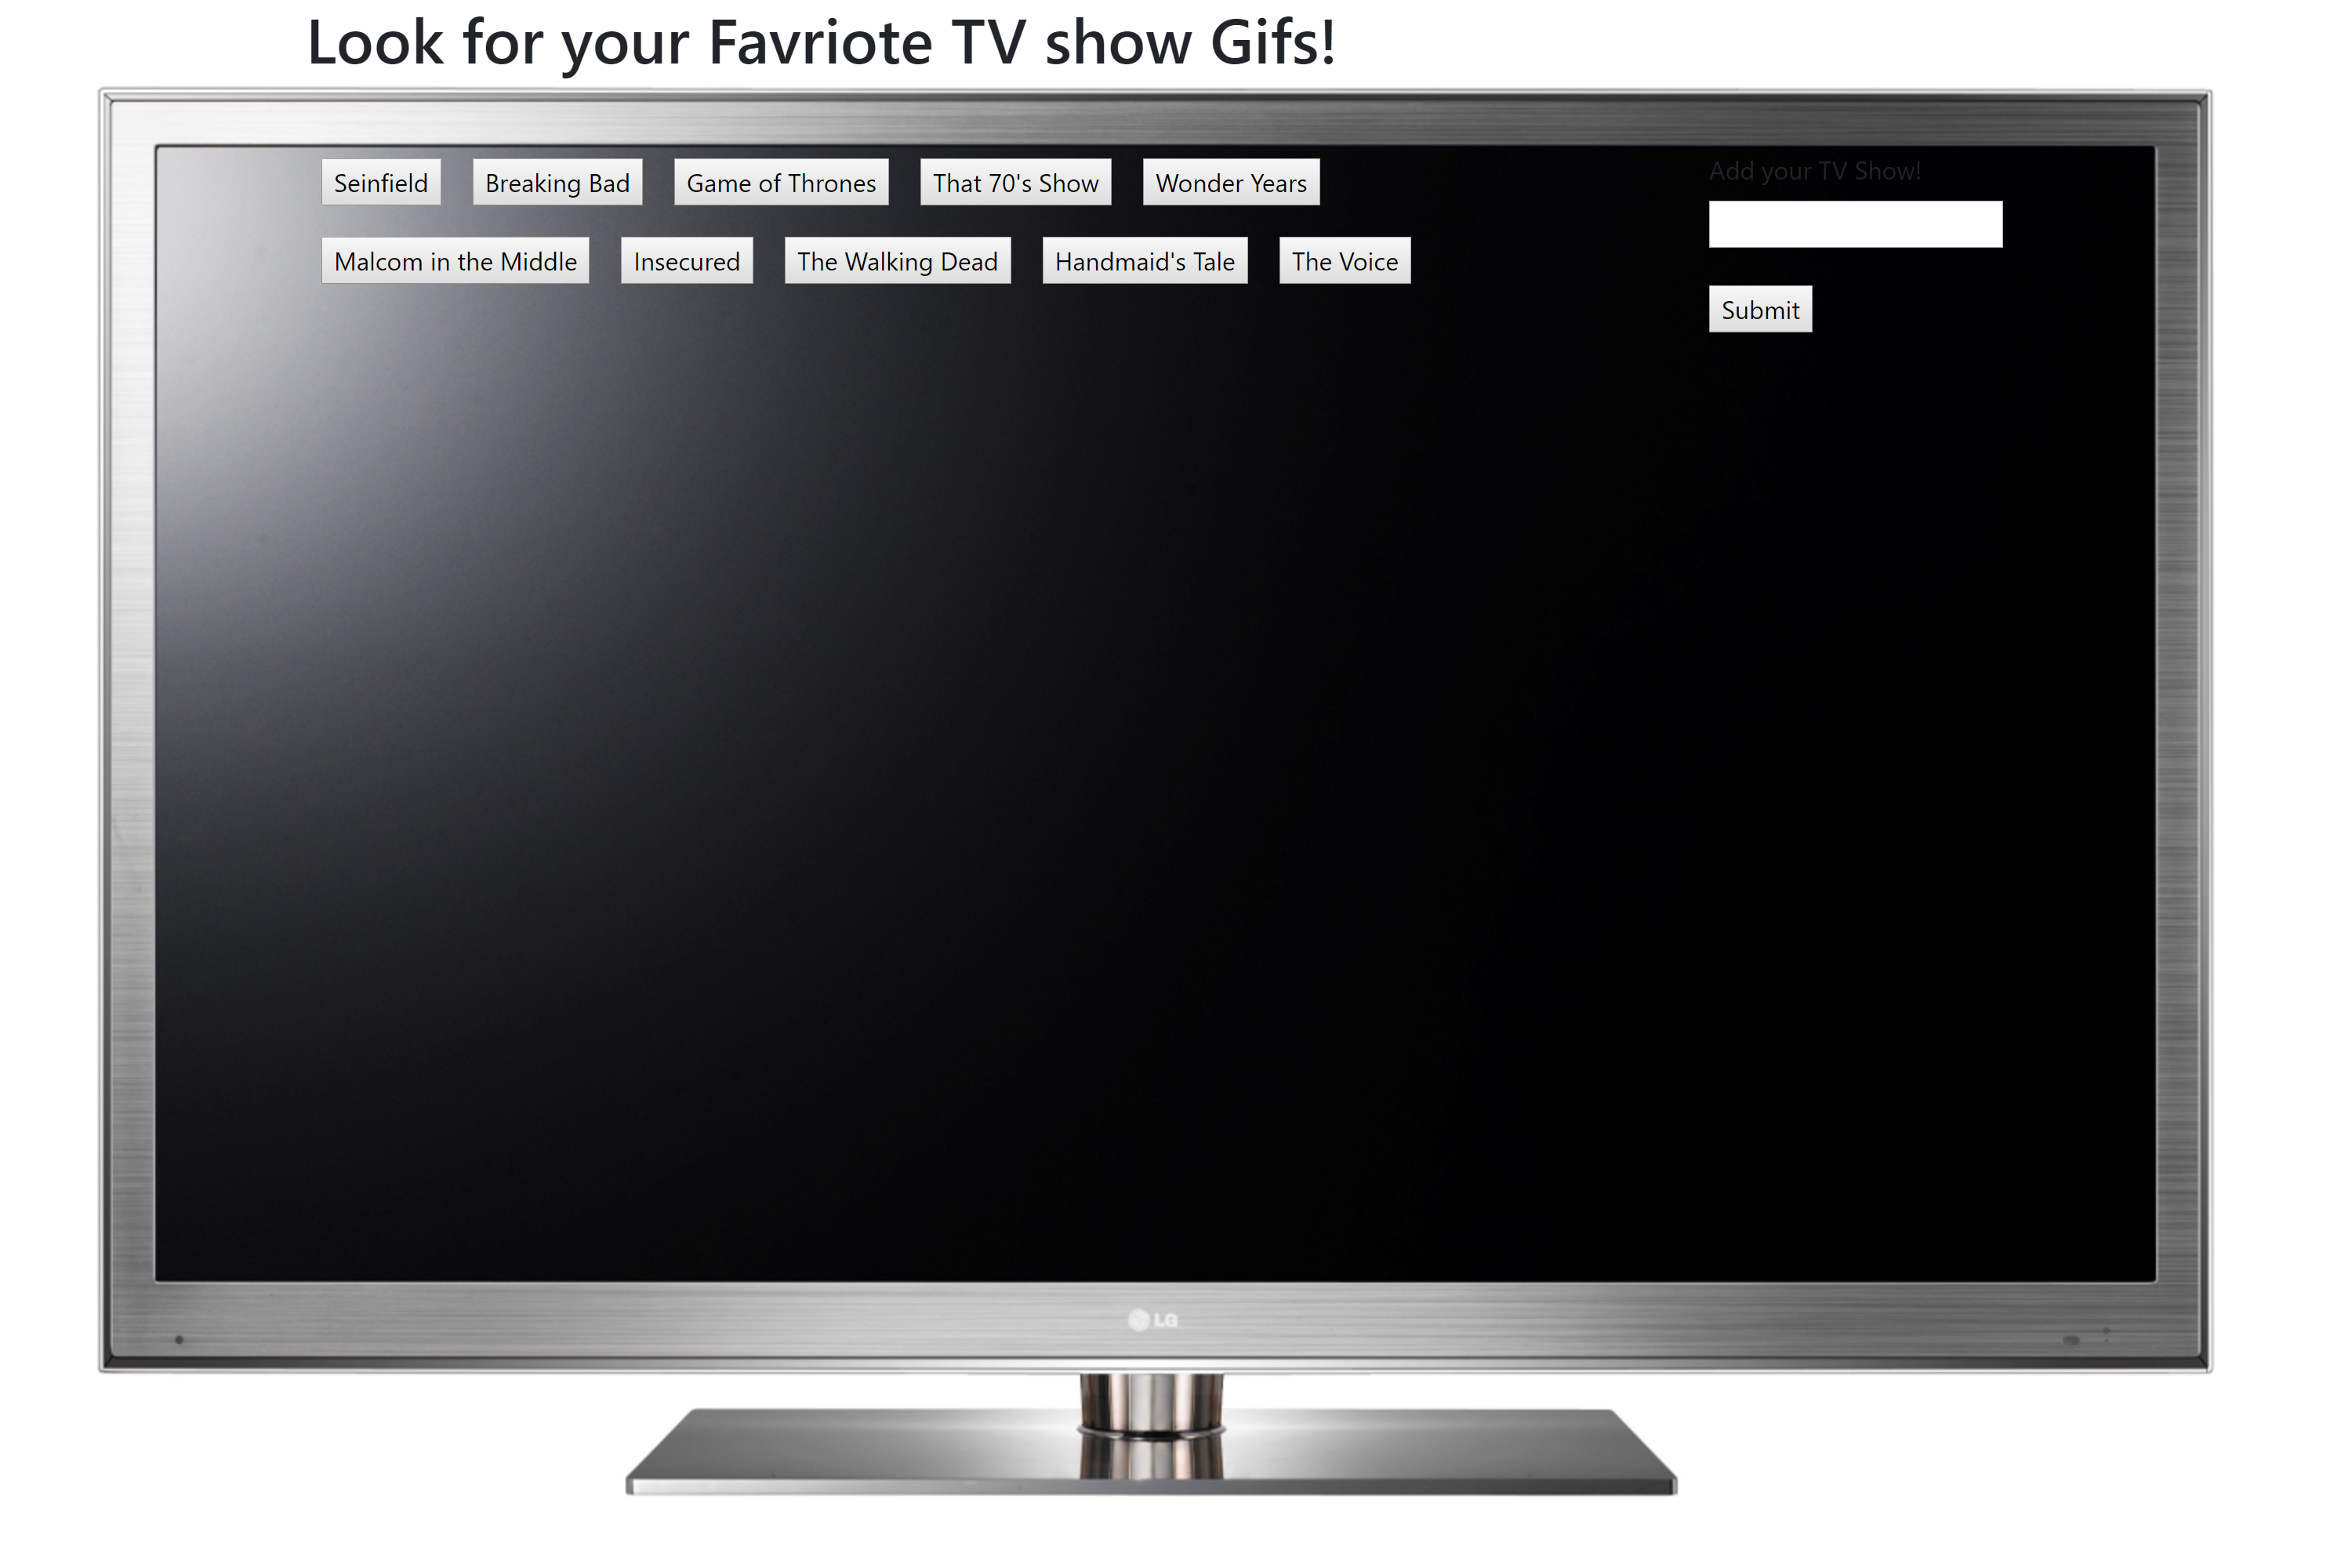 Look for your Favriote TV show Gifs!
Seinfield Breaking Bad Game of Thrones That 70's Show Wonder Years
Add your TV Show!
Malcom in the Middle Insecured The Walking Dead Handmaid's Tale The Voice
Submit
LG